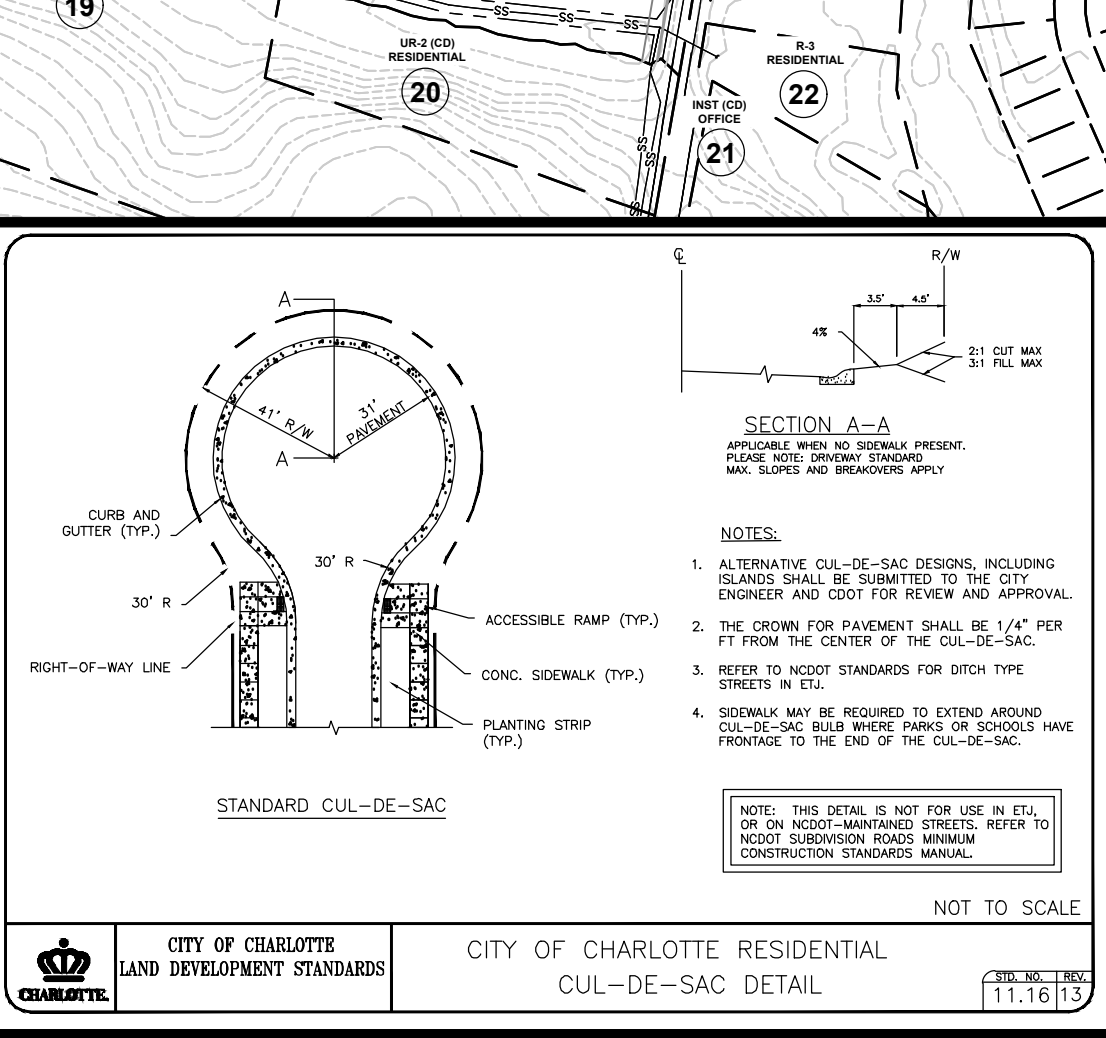 19
SS
SS
SS
UR-2 (CD)
RESIDENTIAL
20
R-3
RESIDENTIAL
22
INST (CD)
OFFICE
21
SS
SS
SS
A
A
41' R/W
31'
PAVEMENT
CURB AND
GUTTER (TYP.)
30' R
30' R
RIGHT-OF-WAY LINE
ACCESSIBLE RAMP (TYP.)
CONC. SIDEWALK (TYP.)
PLANTING STRIP
(TYP.)
STANDARD CUL-DE-SAC
℄
R/W
3.5'
4.5'
4%
2:1 CUT MAX
3:1 FILL MAX
SECTION A-A
APPLICABLE WHEN NO SIDEWALK PRESENT.
PLEASE NOTE: DRIVEWAY STANDARD
MAX. SLOPES AND BREAKOVERS APPLY
NOTES:
1. ALTERNATIVE CUL-DE-SAC DESIGNS, INCLUDING
ISLANDS SHALL BE SUBMITTED TO THE CITY
ENGINEER AND CDOT FOR REVIEW AND APPROVAL.
2. THE CROWN FOR PAVEMENT SHALL BE 1/4" PER
FT FROM THE CENTER OF THE CUL-DE-SAC.
3. REFER TO NCDOT STANDARDS FOR DITCH TYPE
STREETS IN ETJ.
4. SIDEWALK MAY BE REQUIRED TO EXTEND AROUND
CUL-DE-SAC BULB WHERE PARKS OR SCHOOLS HAVE
FRONTAGE TO THE END OF THE CUL-DE-SAC.
NOTE: THIS DETAIL IS NOT FOR USE IN ETJ,
OR ON NCDOT-MAINTAINED STREETS. REFER TO
NCDOT SUBDIVISION ROADS MINIMUM
CONSTRUCTION STANDARDS MANUAL.
NOT TO SCALE
CHARLOTTE.
CITY OF CHARLOTTE
LAND DEVELOPMENT STANDARDS
CITY OF CHARLOTTE RESIDENTIAL
CUL-DE-SAC DETAIL
STD. NO. REV.
11.16 13